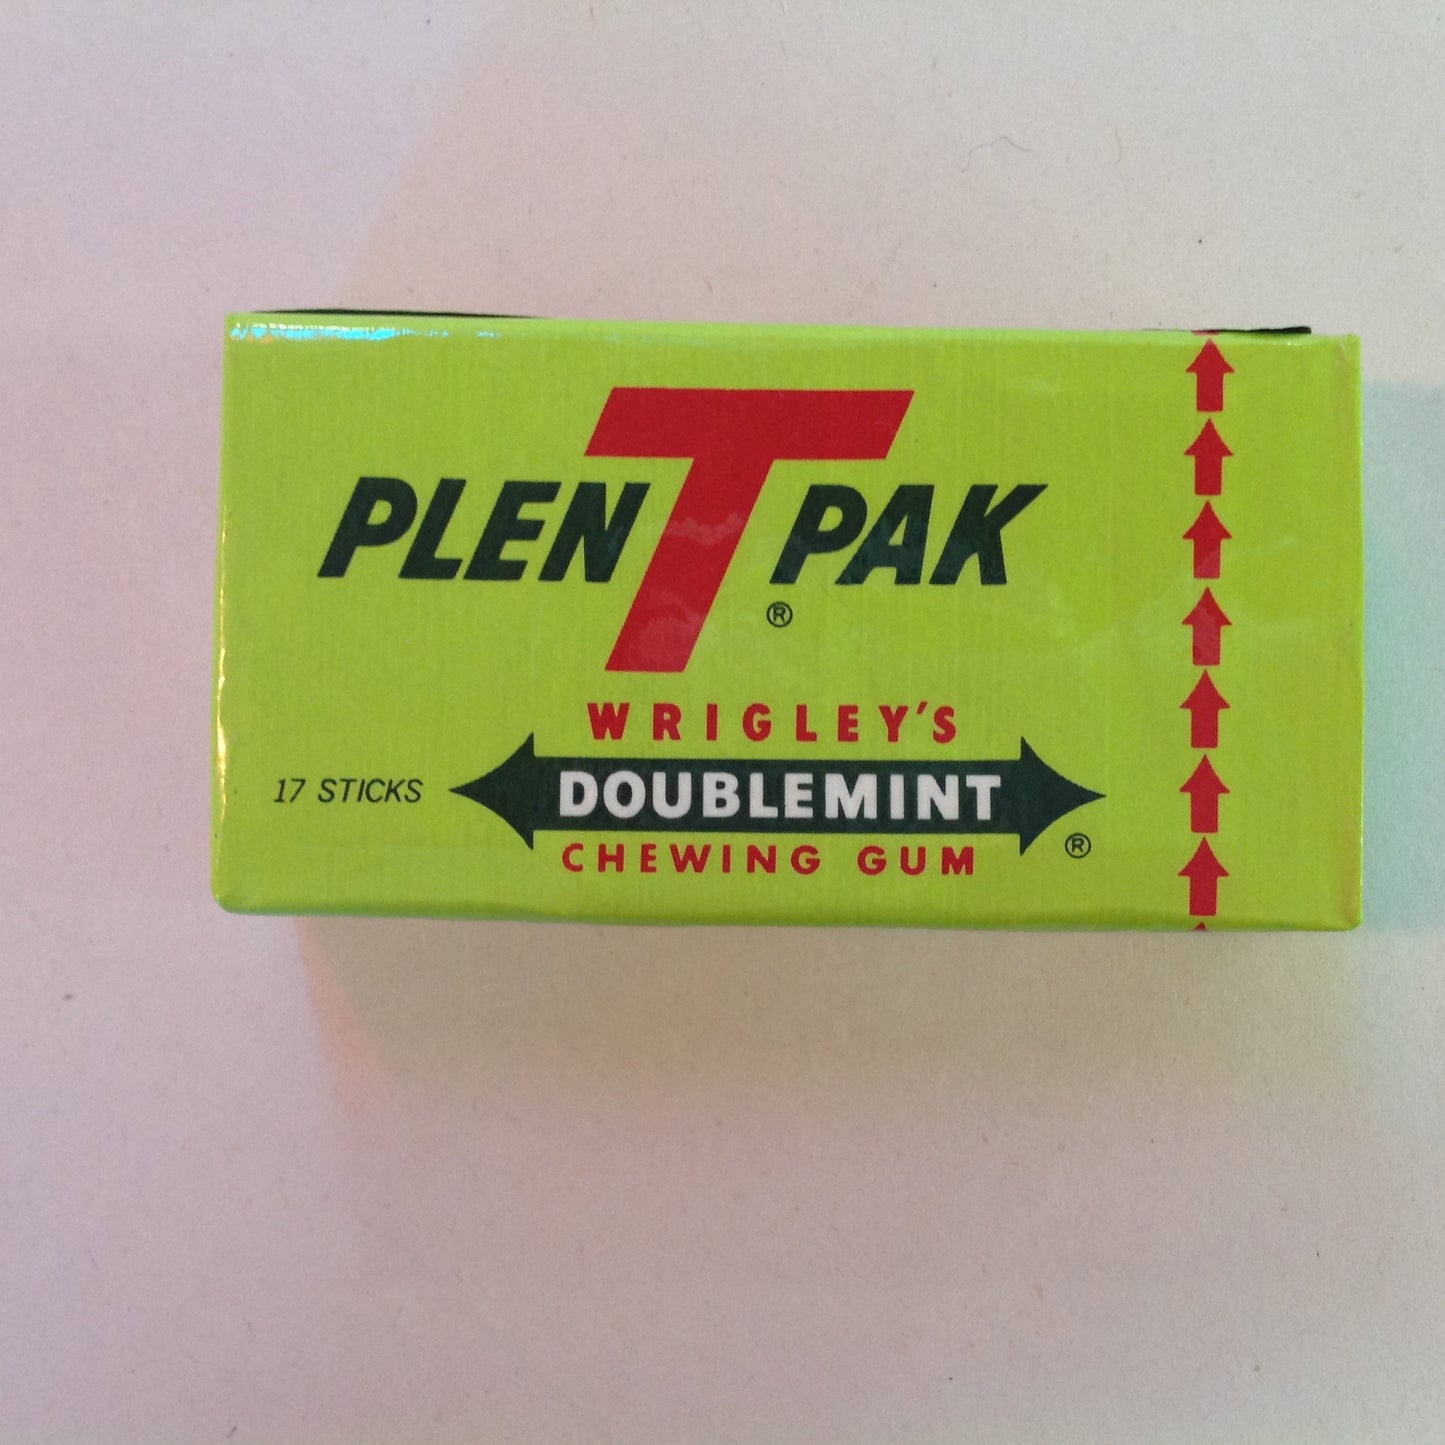 PLEN T PAK ®
WRIGLEY'S
17 STICKS DOUBLEMINT ®
CHEWING GUM